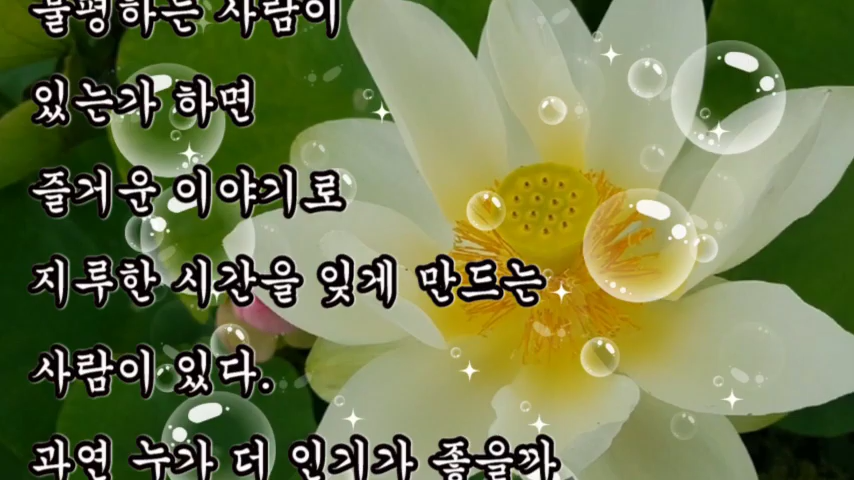 불평하는 사람이
있는가 하면
즐거운 이야기로
지루한 시간을 잊게 만드는
사람이 있다.
과연 누가 더 인기가 좋을까